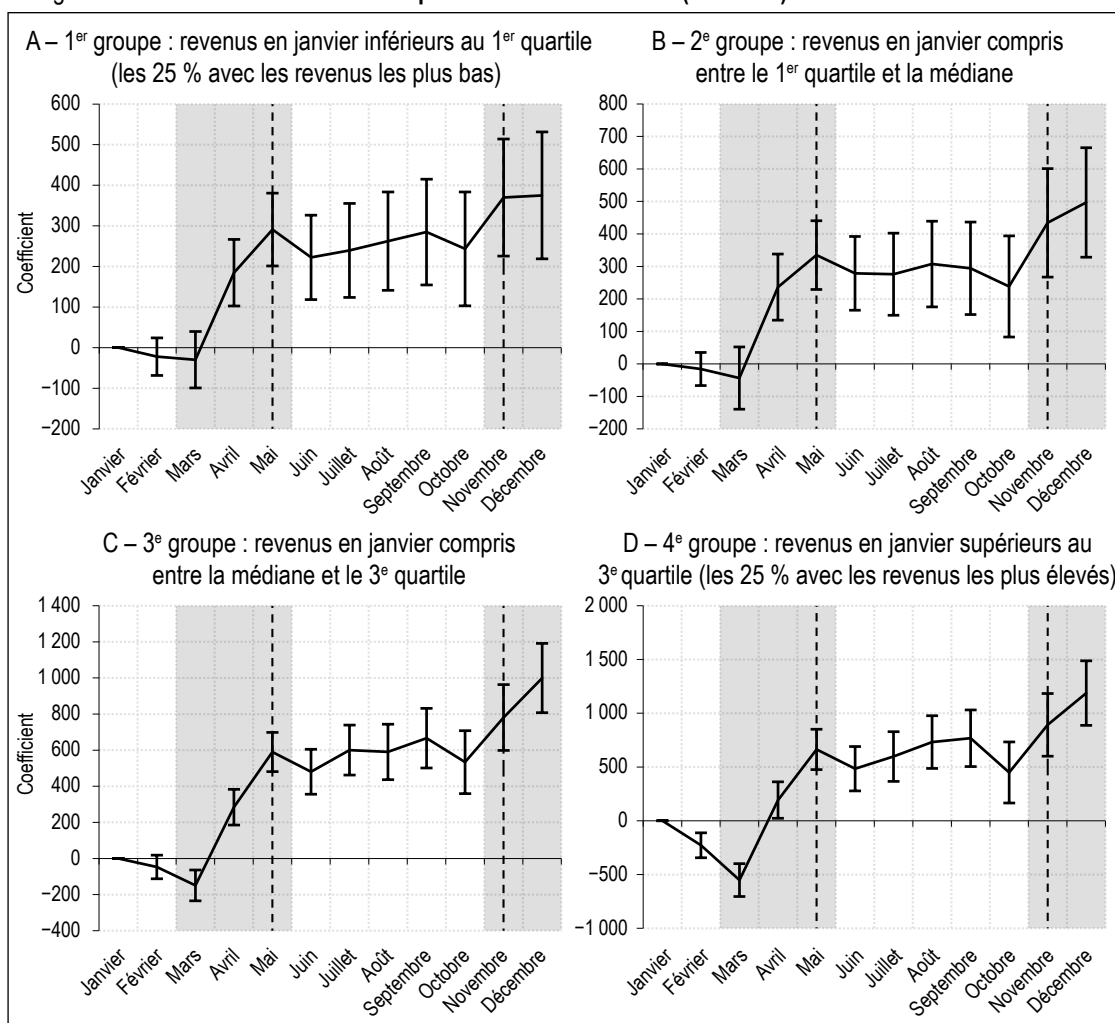 A – 1er groupe : revenus en janvier inférieurs au 1er quartile
(les 25 % avec les revenus les plus bas)
600
500
400
300
200
100
0
−100
−200
Coefficient
Janvier
Février
Mars
Avril
Mai
Juin
Juillet
Août
Septembre
Octobre
Novembre
Décembre
B – 2e groupe : revenus en janvier compris
entre le 1er quartile et la médiane
800
700
600
500
400
300
200
100
0
−100
−200
Janvier
Février
Mars
Avril
Mai
Juin
Juillet
Août
Septembre
Octobre
Novembre
Décembre
C – 3e groupe : revenus en janvier compris
entre la médiane et le 3e quartile
1 400
1 200
1 000
800
600
400
200
0
−200
−400
Coefficient
Janvier
Février
Mars
Avril
Mai
Juin
Juillet
Août
Septembre
Octobre
Novembre
Décembre
D – 4e groupe : revenus en janvier supérieurs au
3e quartile (les 25 % avec les revenus les plus élevés)
2 000
1 500
1 000
500
0
−500
−1 000
Janvier
Février
Mars
Avril
Mai
Juin
Juillet
Août
Septembre
Octobre
Novembre
Décembre